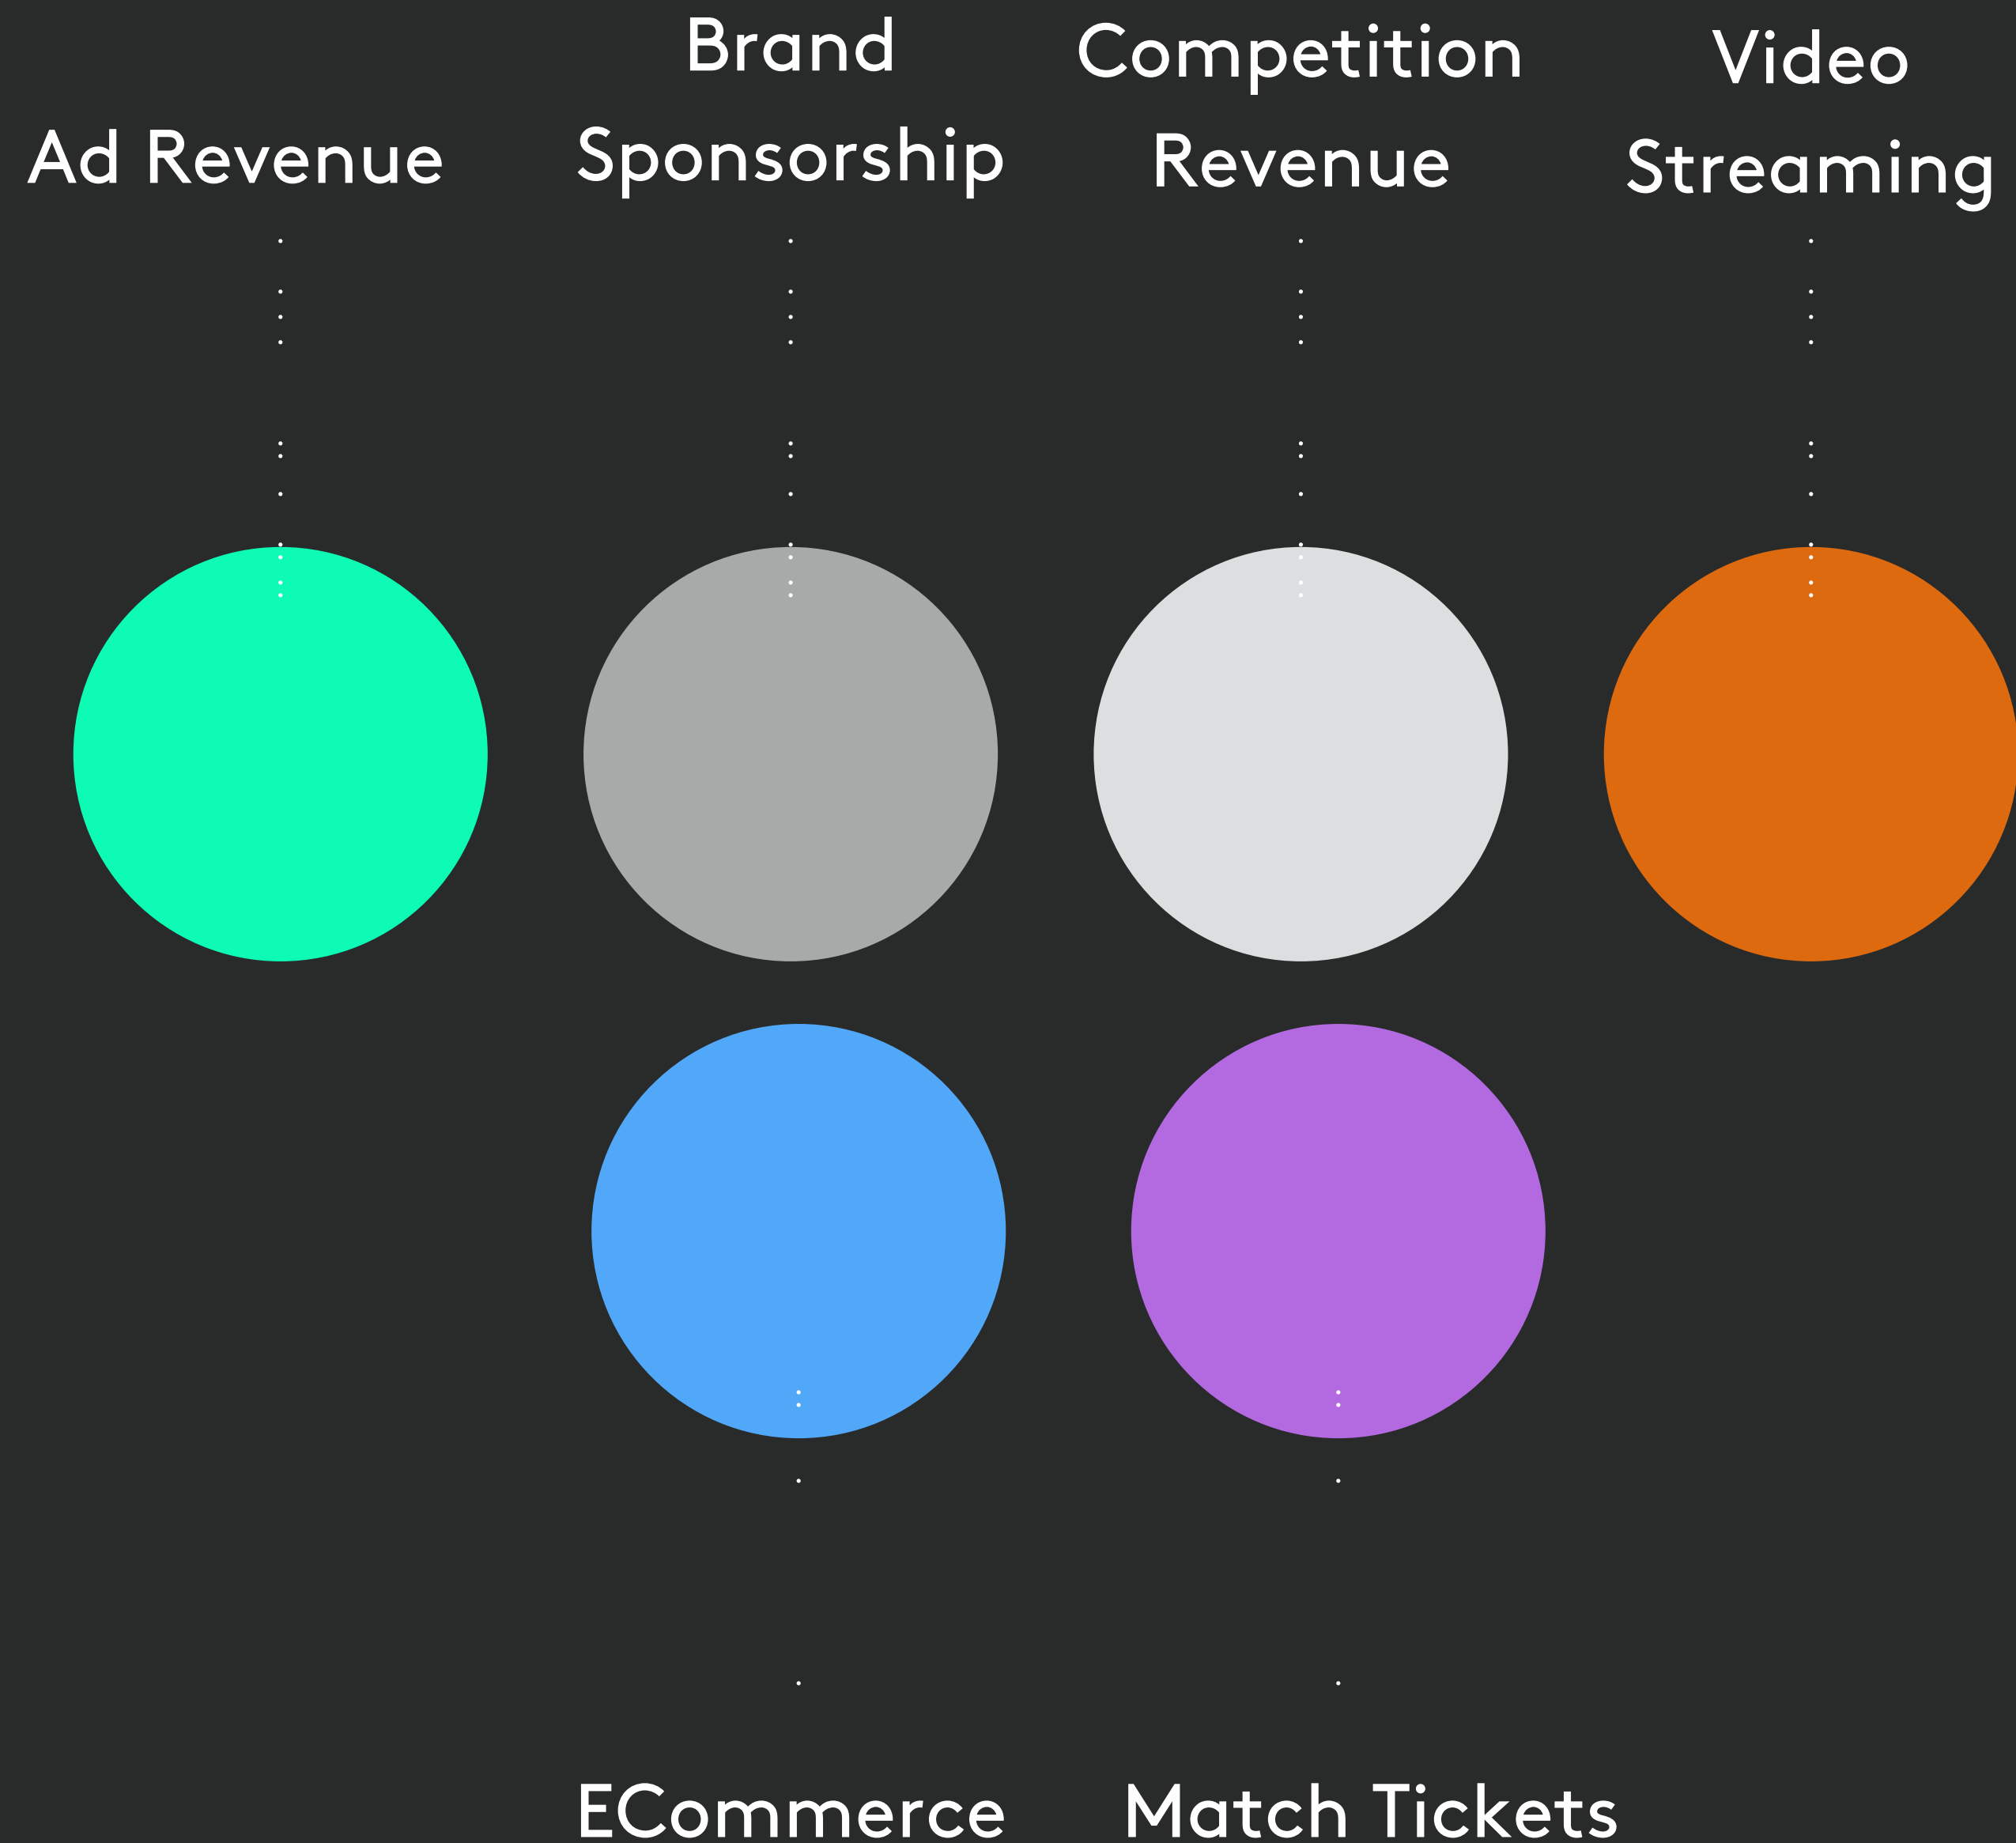 Ad Revenue
Brand
Sponsorship
Competition
Revenue
Video
Streaming
ECommerce
Match Tickets